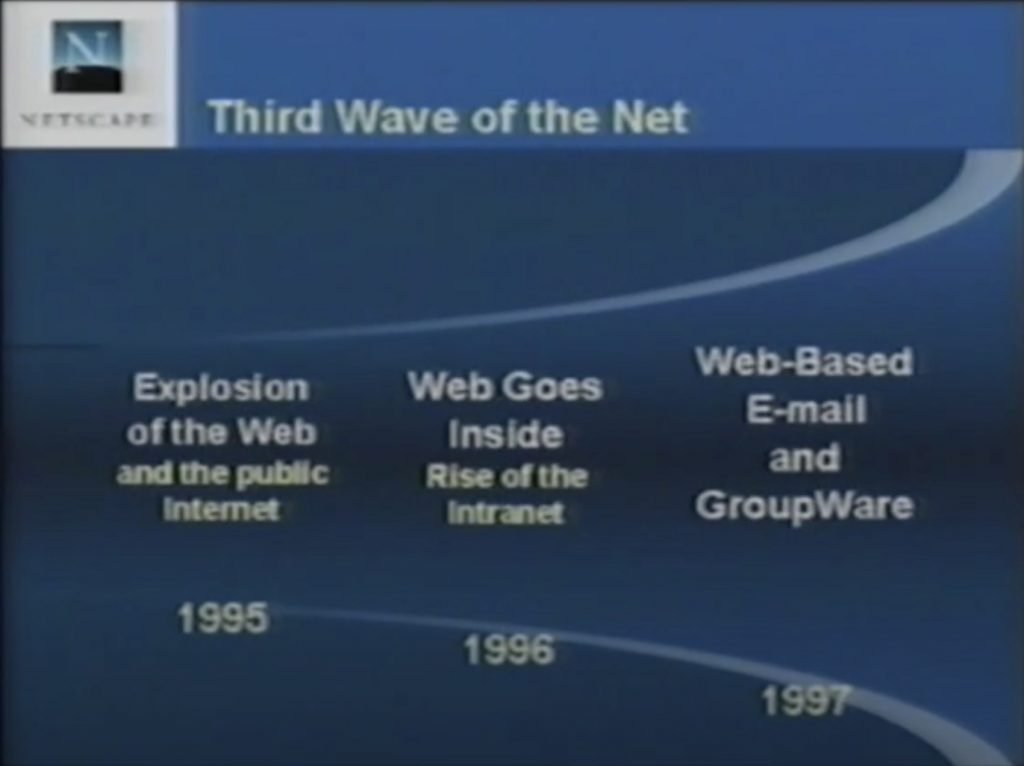 N
NETSCAPE
Third Wave of the Net
Explosion
of the Web
and the public
Internet
Web Goes
Inside
Rise of the
Intranet
Web-Based
E-mail
and
GroupWare
1995
1996
1997